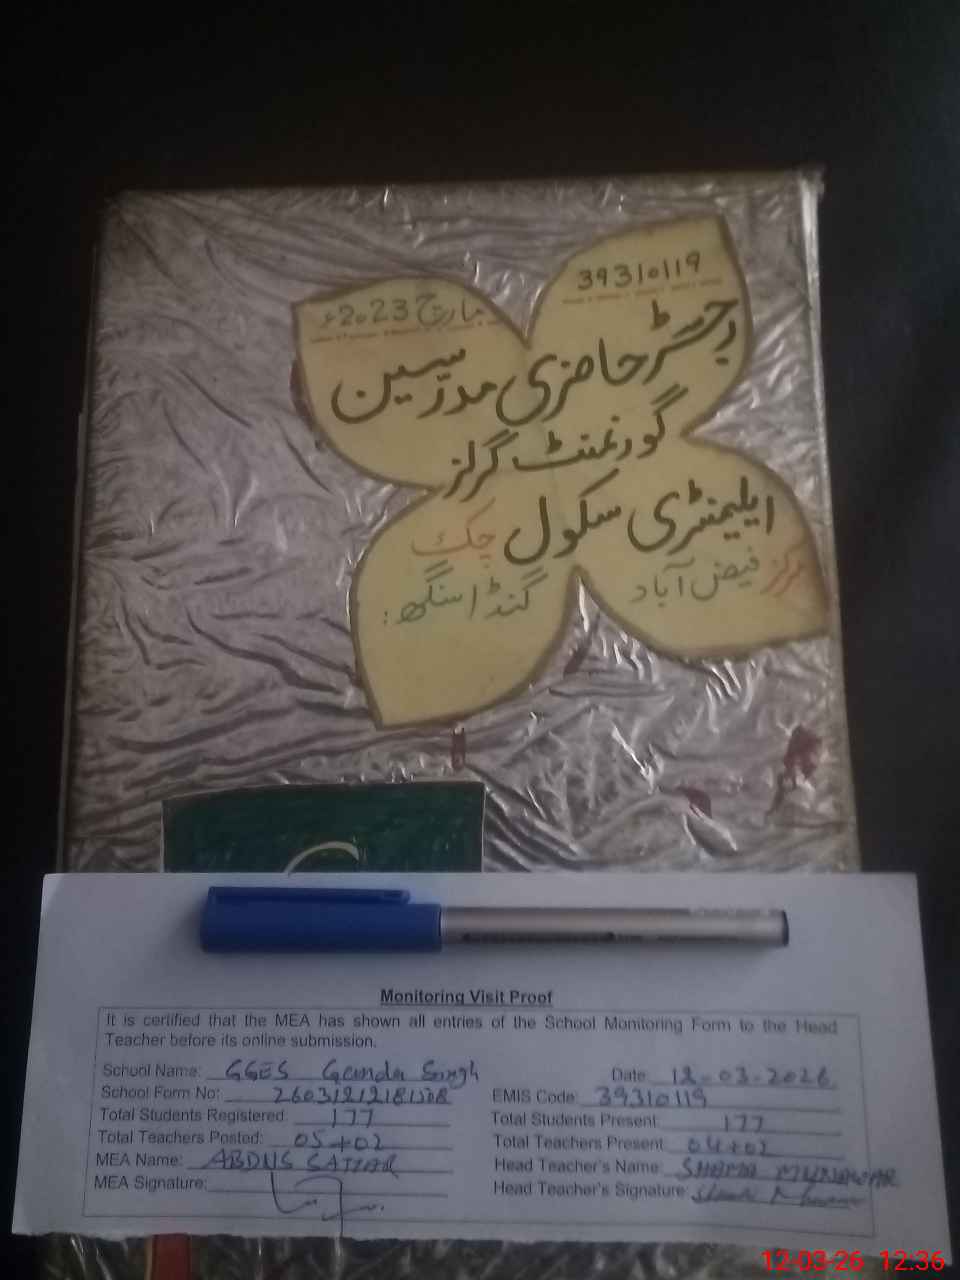 39310119
مارچ 2023ء
رجسٹر حاضری مدرسین
گورنمنٹ گرلز
ایلیمنٹری سکول چک
مرکز فیض آباد
گنڈا سنگھ:
Monitoring Visit Proof
It is certified that the MEA has shown all entries of the School Monitoring Form to the Head
Teacher before its online submission.
School Name: GGES Ganda Singh Date: 12-03-2026
School Form No: EMIS Code: 39310119
Total Students Registered: 177 Total Students Present: 177
Total Teachers Posted: 05+02 Total Teachers Present: 04+02
MEA Name: ABDUS SATTAR Head Teacher's Name: SHAMA MUNAWAR
MEA Signature: Head Teacher's Signature:
12-03-26 12:36